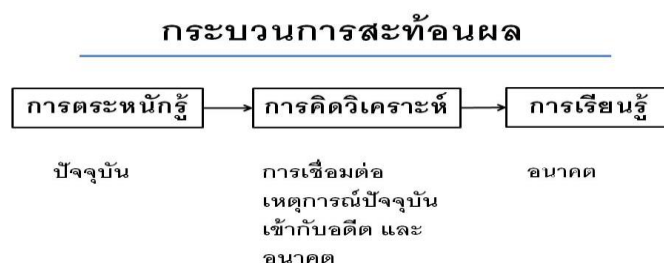 กระบวนการสะท้อนผล
การตระหนักรู้
การคิดวิเคราะห์
การเรียนรู้
ปัจจุบัน
การเชื่อมต่อ
เหตุการณ์ปัจจุบัน
เข้ากับอดีต และ
อนาคต
อนาคต